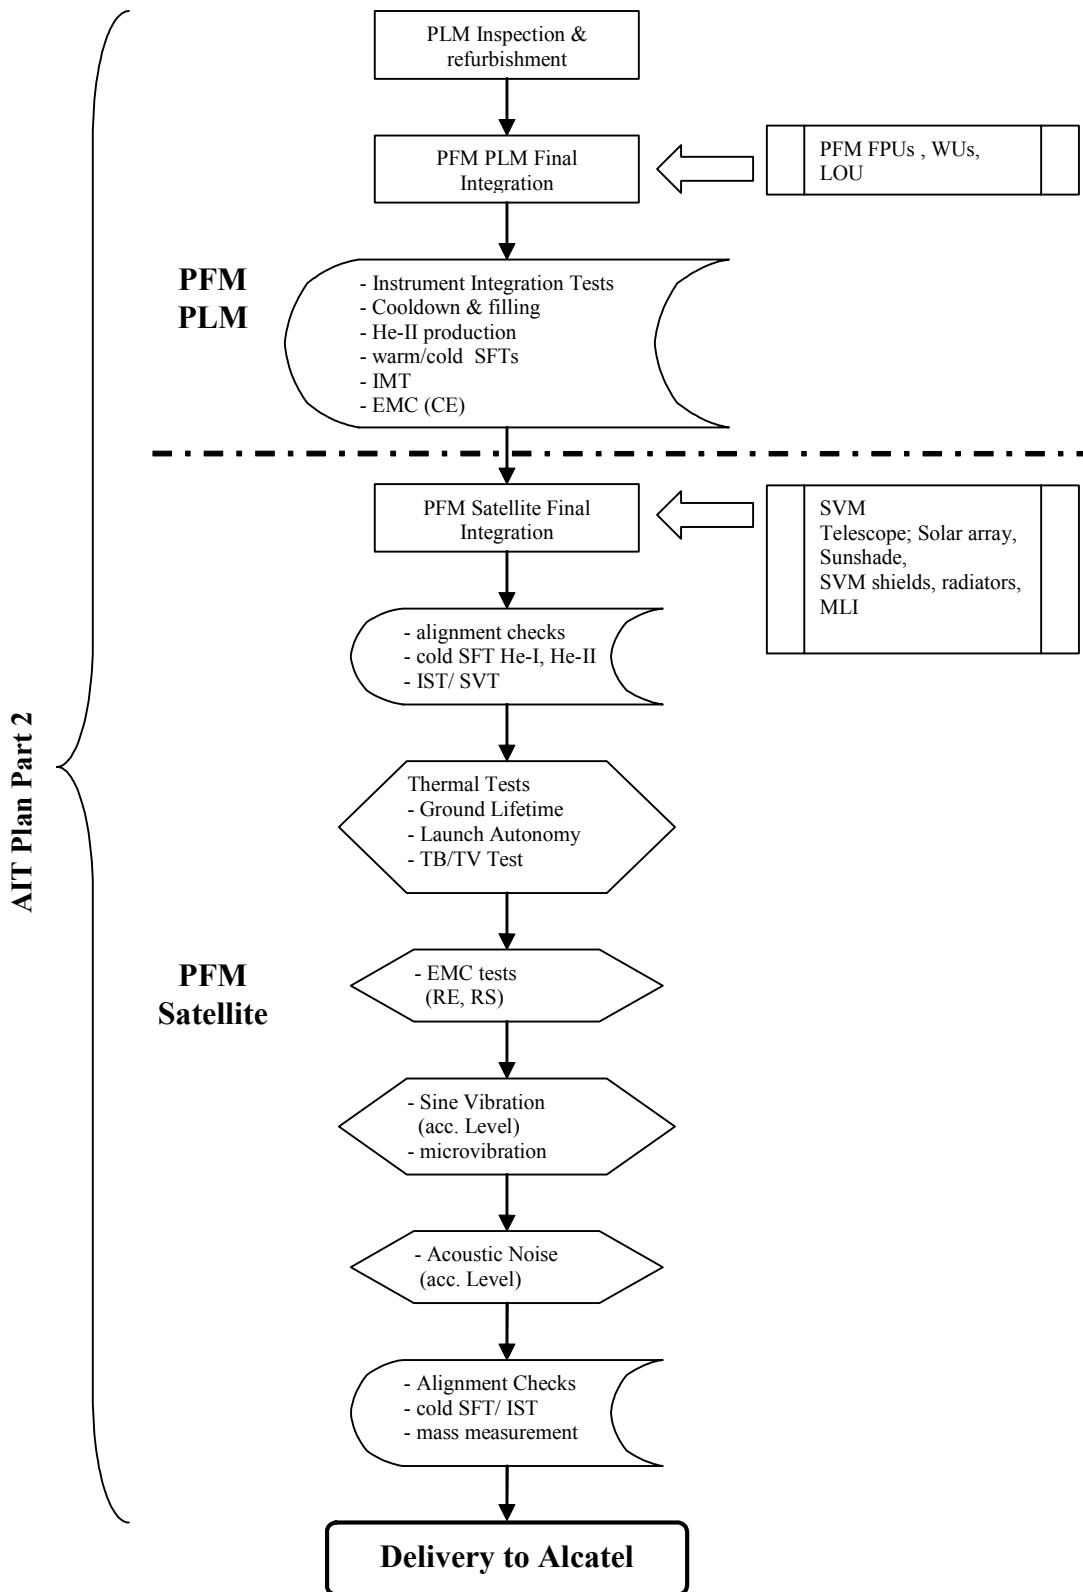 PLM Inspection &
refurbishment
PFM PLM Final
Integration
PFM FPUs , WUs,
LOU
PFM
PLM
- Instrument Integration Tests
- Cooldown & filling
- He-II production
- warm/cold  SFTs
- IMT
- EMC (CE)
PFM Satellite Final
Integration
SVM
Telescope; Solar array,
Sunshade,
SVM shields, radiators,
MLI
- alignment checks
- cold SFT He-I, He-II
- IST/ SVT
AIT Plan Part 2
Thermal Tests
- Ground Lifetime
- Launch Autonomy
- TB/TV Test
PFM
Satellite
- EMC tests
(RE, RS)
- Sine Vibration
(acc. Level)
- microvibration
- Acoustic Noise
(acc. Level)
- Alignment Checks
- cold SFT/ IST
- mass measurement
Delivery to Alcatel